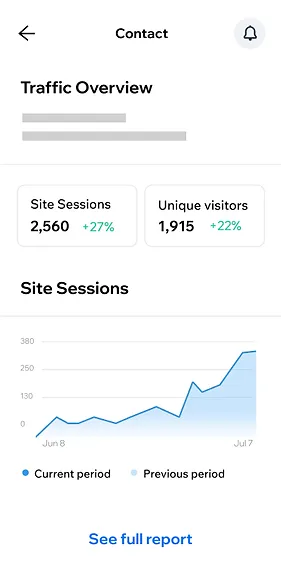 Contact
Traffic Overview
Site Sessions
2,560 +27%
Unique visitors
1,915 +22%
Site Sessions
380
250
130
0
Jun 8 Jul 7
Current period Previous period
See full report